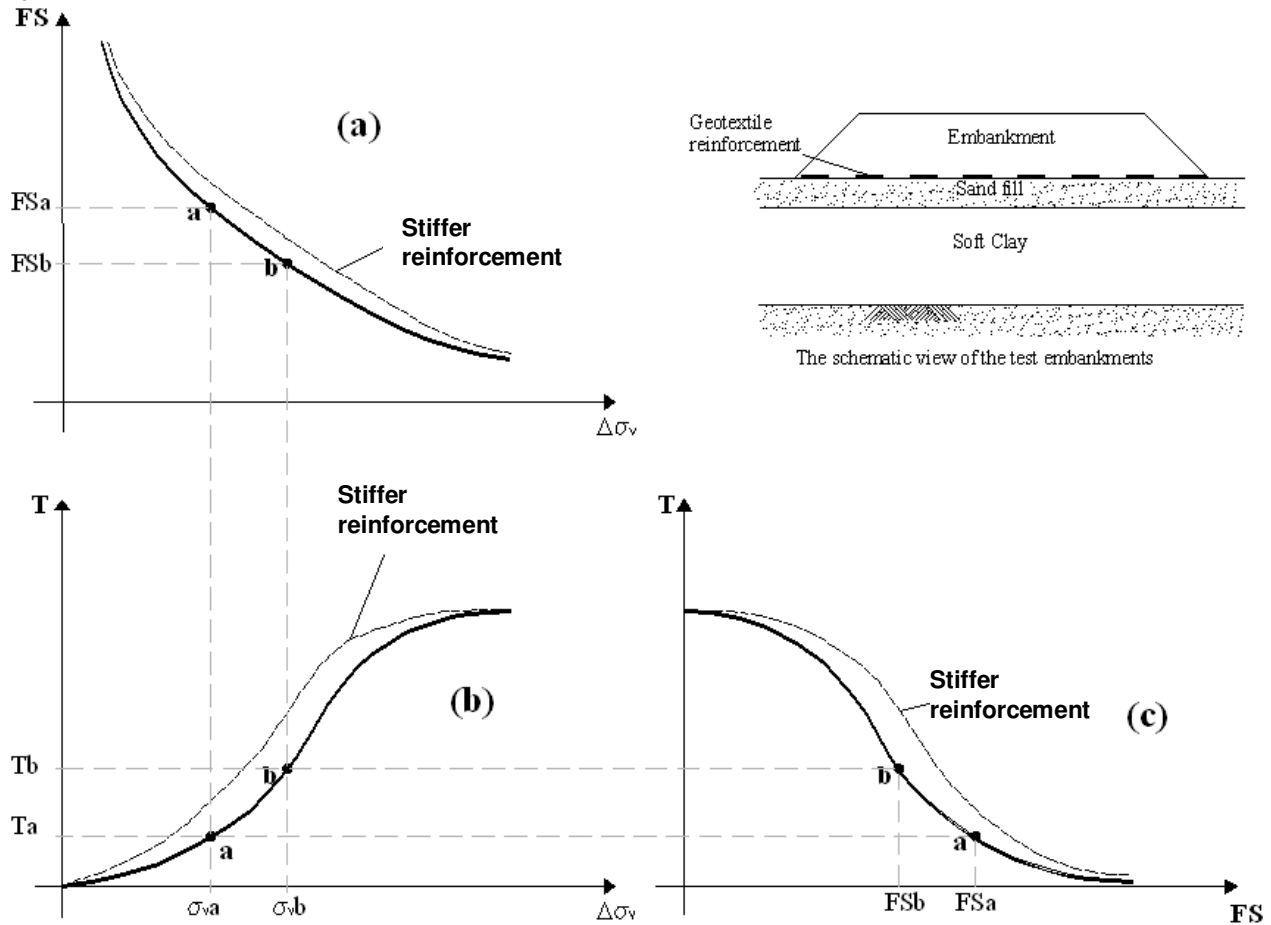 FS
(a)
FSa
a
FSb
b
Stiffer
reinforcement
Δσv
Geotextile
reinforcement
Embankment
Sand fill
Soft Clay
The schematic view of the test embankments
T
Stiffer
reinforcement
(b)
Tb
b
Ta
a
σva
σvb
Δσv
T
Stiffer
reinforcement
(c)
b
a
FSb
FSa
FS